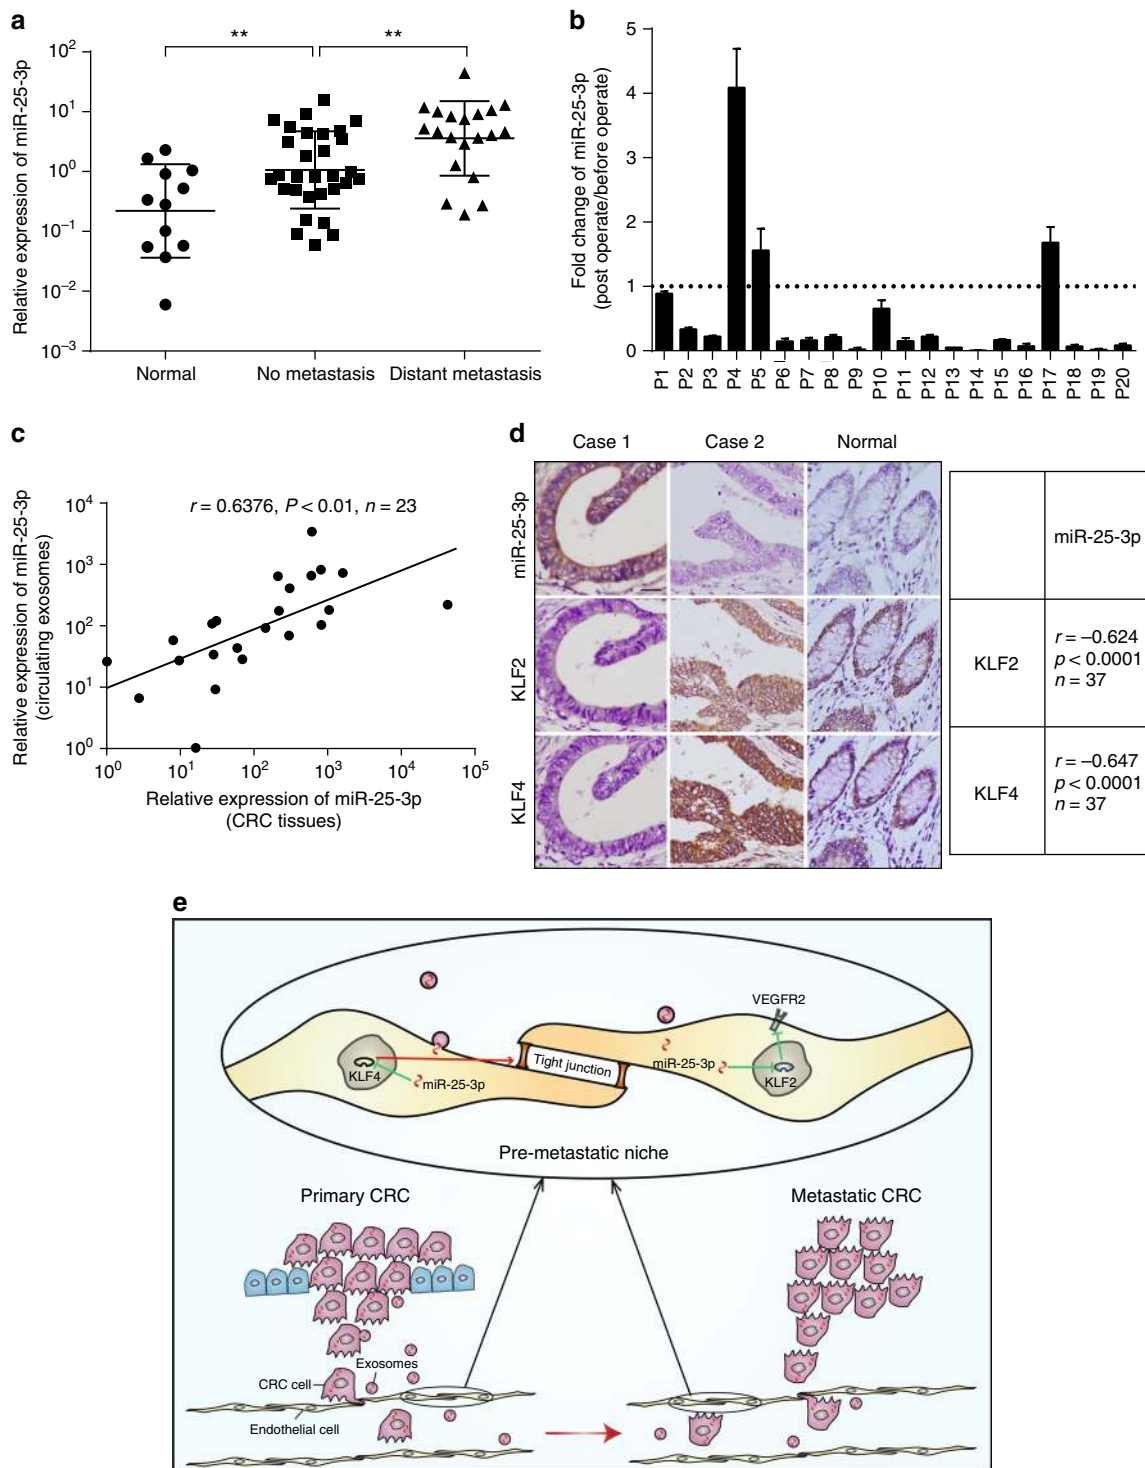 a
**
**
Relative expression of miR-25-3p
10²
10¹
10⁰
10⁻¹
10⁻²
10⁻³
Normal
No metastasis
Distant metastasis
b
Fold change of miR-25-3p
(post operate/before operate)
5
4
3
2
1
0
P1
P2
P3
P4
P5
P6
P7
P8
P9
P10
P11
P12
P13
P14
P15
P16
P17
P18
P19
P20
c
r = 0.6376, P < 0.01, n = 23
Relative expression of miR-25-3p
(circulating exosomes)
10⁴
10³
10²
10¹
10⁰
10⁰
10¹
10²
10³
10⁴
10⁵
Relative expression of miR-25-3p
(CRC tissues)
d
Case 1
Case 2
Normal
miR-25-3p
KLF2
KLF4
miR-25-3p
KLF2
r = −0.624
p < 0.0001
n = 37
KLF4
r = −0.647
p < 0.0001
n = 37
e
VEGFR2
KLF4
miR-25-3p
Tight junction
miR-25-3p
KLF2
Pre-metastatic niche
Primary CRC
Metastatic CRC
Exosomes
CRC cell
Endothelial cell